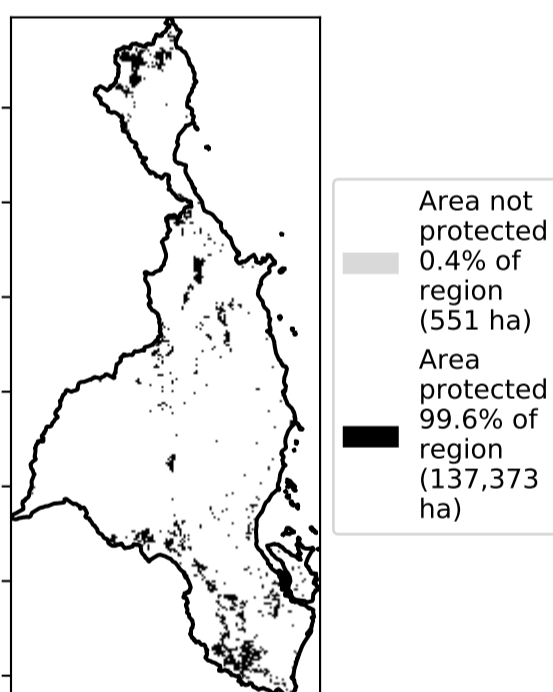 Area not
protected
0.4% of
region
(551 ha)
Area
protected
99.6% of
region
(137,373
ha)